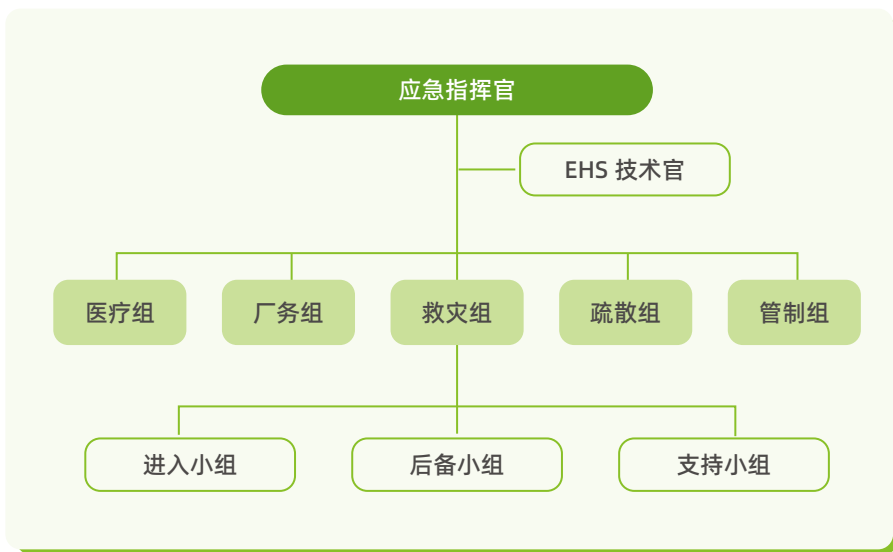 应急指挥官
EHS 技术官
医疗组
厂务组
救灾组
疏散组
管制组
进入小组
后备小组
支持小组